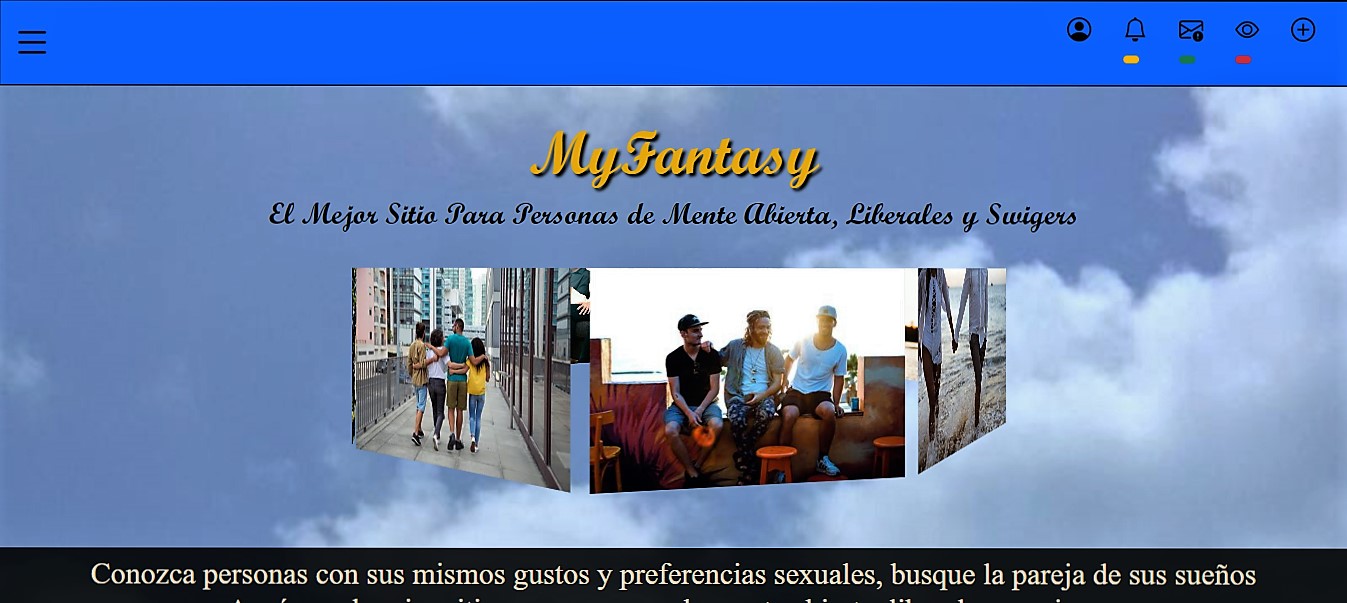 MyFantasy
El Mejor Sitio Para Personas de Mente Abierta, Liberales y Swigers
Conozca personas con sus mismos gustos y preferencias sexuales, busque la pareja de sus sueños